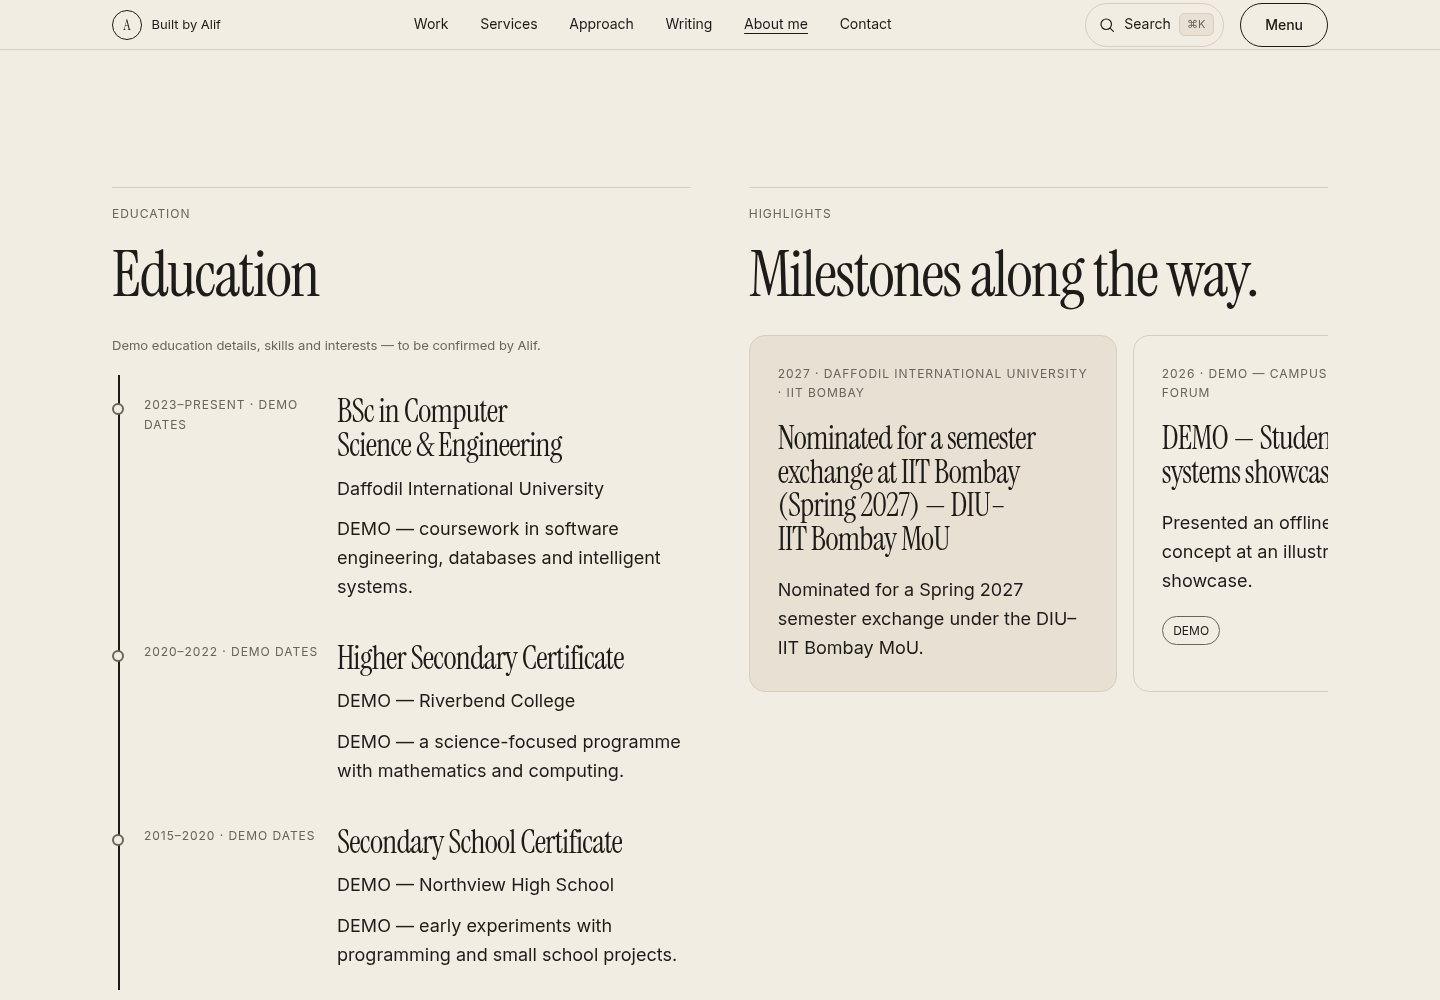 A Built by Alif
Work Services Approach Writing About me Contact
Search ⌘K
Menu
EDUCATION
Education
Demo education details, skills and interests — to be confirmed by Alif.
2023–PRESENT · DEMO
DATES
BSc in Computer
Science & Engineering
Daffodil International University
DEMO — coursework in software
engineering, databases and intelligent
systems.
2020–2022 · DEMO DATES
Higher Secondary Certificate
DEMO — Riverbend College
DEMO — a science-focused programme
with mathematics and computing.
2015–2020 · DEMO DATES
Secondary School Certificate
DEMO — Northview High School
DEMO — early experiments with
programming and small school projects.
HIGHLIGHTS
Milestones along the way.
2027 · DAFFODIL INTERNATIONAL UNIVERSITY
· IIT BOMBAY
Nominated for a semester
exchange at IIT Bombay
(Spring 2027) — DIU–
IIT Bombay MoU
Nominated for a Spring 2027
semester exchange under the DIU–
IIT Bombay MoU.
2026 · DEMO — CAMPUS
FORUM
DEMO — Studen
systems showcas
Presented an offline
concept at an illustr
showcase.
DEMO